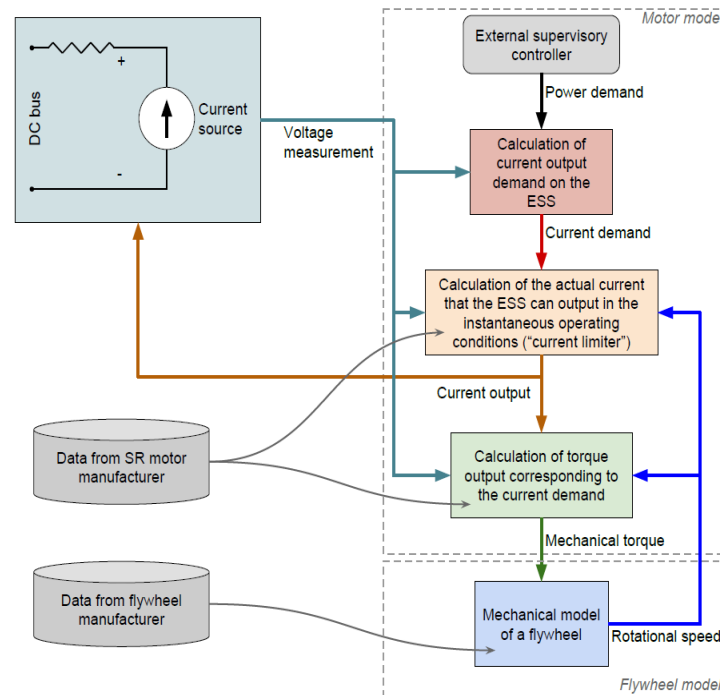 Motor model
External supervisory
controller
Power demand
DC bus
+
-
Current
source
Voltage
measurement
Calculation of
current output
demand on the
ESS
Current demand
Calculation of the actual current
that the ESS can output in the
instantaneous operating
conditions (“current limiter”)
Current output
Data from SR motor
manufacturer
Calculation of torque
output corresponding to
the current demand
Mechanical torque
Data from flywheel
manufacturer
Mechanical model
of a flywheel
Rotational speed
Flywheel model